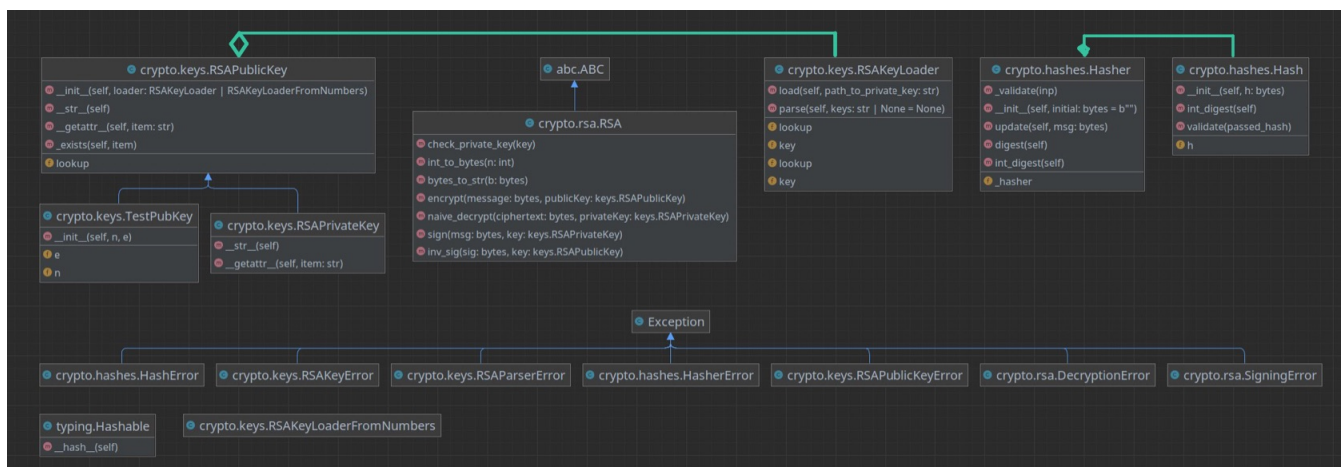 crypto.keys.RSAPublicKey
__init__(self, loader: RSAKeyLoader | RSAKeyLoaderFromNumbers)
__str__(self)
__getattr__(self, item: str)
_exists(self, item)
lookup
crypto.keys.TestPubKey
__init__(self, n, e)
e
n
crypto.keys.RSAPrivateKey
__str__(self)
__getattr__(self, item: str)
abc.ABC
crypto.rsa.RSA
check_private_key(key)
int_to_bytes(n: int)
bytes_to_str(b: bytes)
encrypt(message: bytes, publicKey: keys.RSAPublicKey)
naive_decrypt(ciphertext: bytes, privateKey: keys.RSAPrivateKey)
sign(msg: bytes, key: keys.RSAPrivateKey)
inv_sig(sig: bytes, key: keys.RSAPublicKey)
crypto.keys.RSAKeyLoader
load(self, path_to_private_key: str)
parse(self, keys: str | None = None)
lookup
key
lookup
key
crypto.hashes.Hasher
_validate(inp)
__init__(self, initial: bytes = b"")
update(self, msg: bytes)
digest(self)
int_digest(self)
_hasher
crypto.hashes.Hash
__init__(self, h: bytes)
int_digest(self)
validate(passed_hash)
h
Exception
crypto.hashes.HashError
crypto.keys.RSAKeyError
crypto.keys.RSAParserError
crypto.hashes.HasherError
crypto.keys.RSAPublicKeyError
crypto.rsa.DecryptionError
crypto.rsa.SigningError
typing.Hashable
__hash__(self)
crypto.keys.RSAKeyLoaderFromNumbers